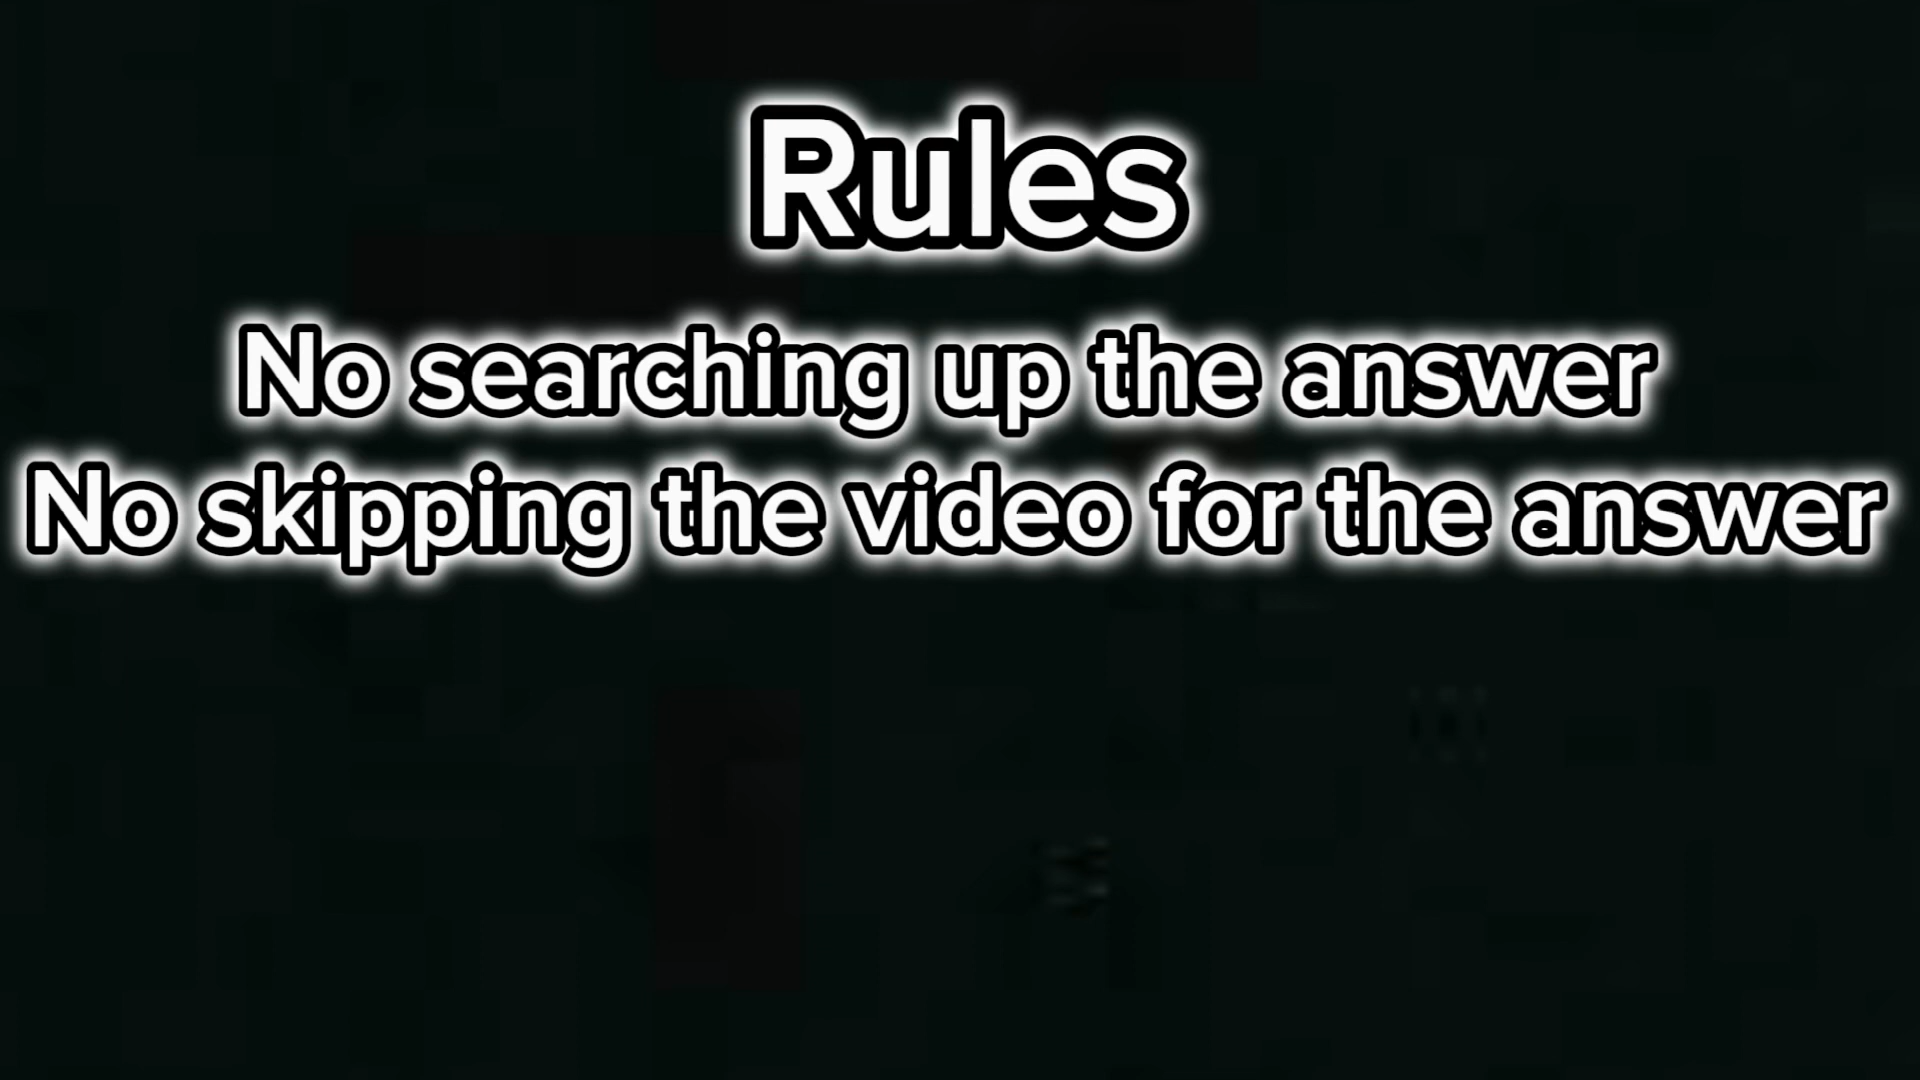 Rules
No searching up the answer
No skipping the video for the answer